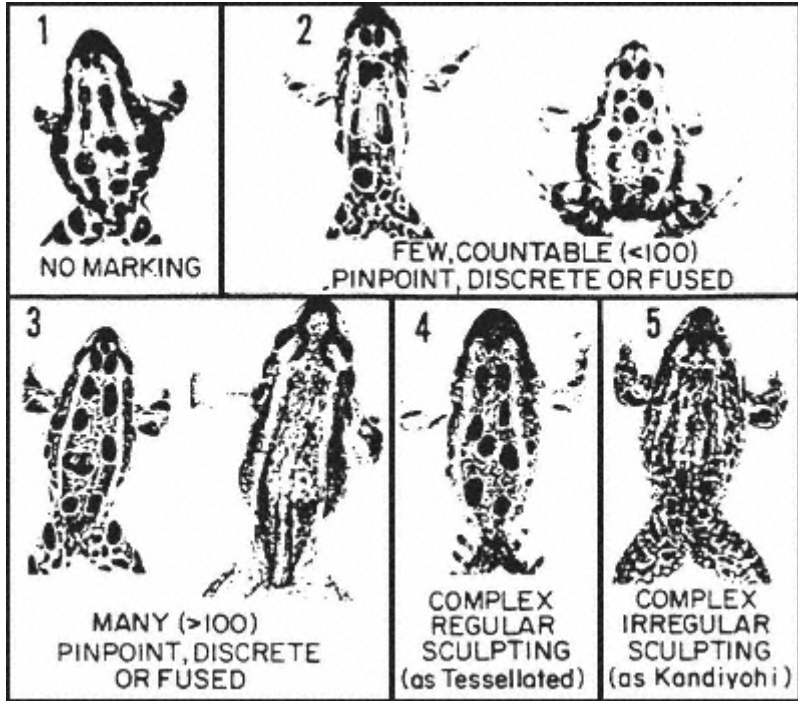 1
NO MARKING
2
FEW, COUNTABLE (<100)
PINPOINT, DISCRETE OR FUSED
3
MANY (>100)
PINPOINT, DISCRETE
OR FUSED
4
COMPLEX
REGULAR
SCULPTING
(as Tessellated)
5
COMPLEX
IRREGULAR
SCULPTING
(as Kandiyohi)